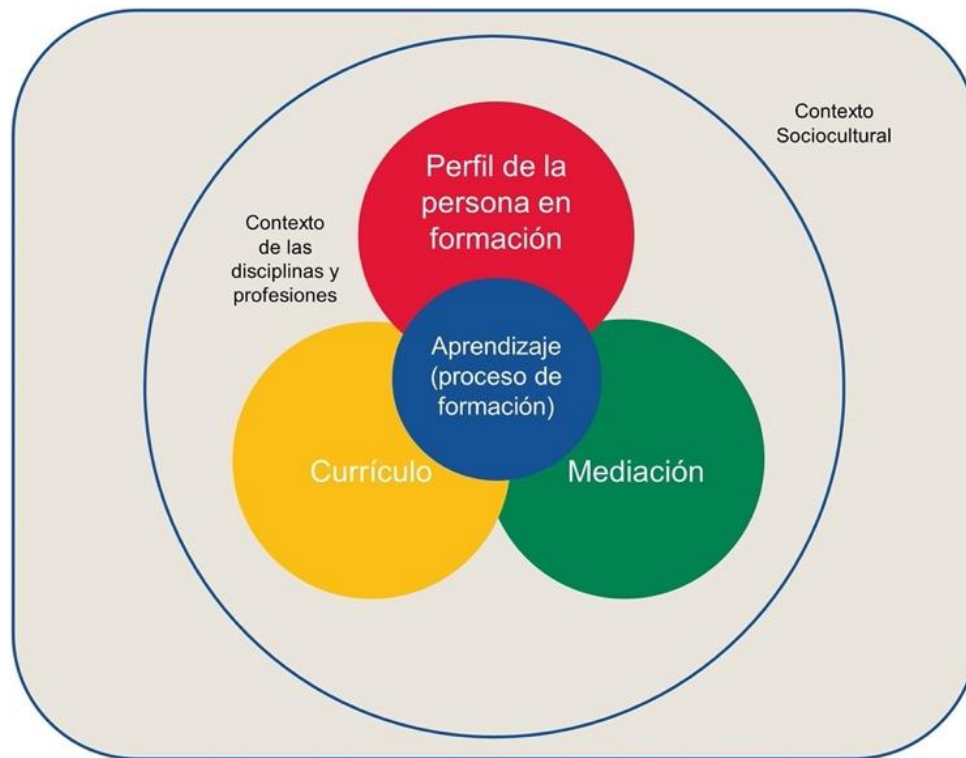 Contexto
Sociocultural
Perfil de la
persona en
formación
Contexto
de las
disciplinas y
profesiones
Aprendizaje
(proceso de
formación)
Currículo
Mediación